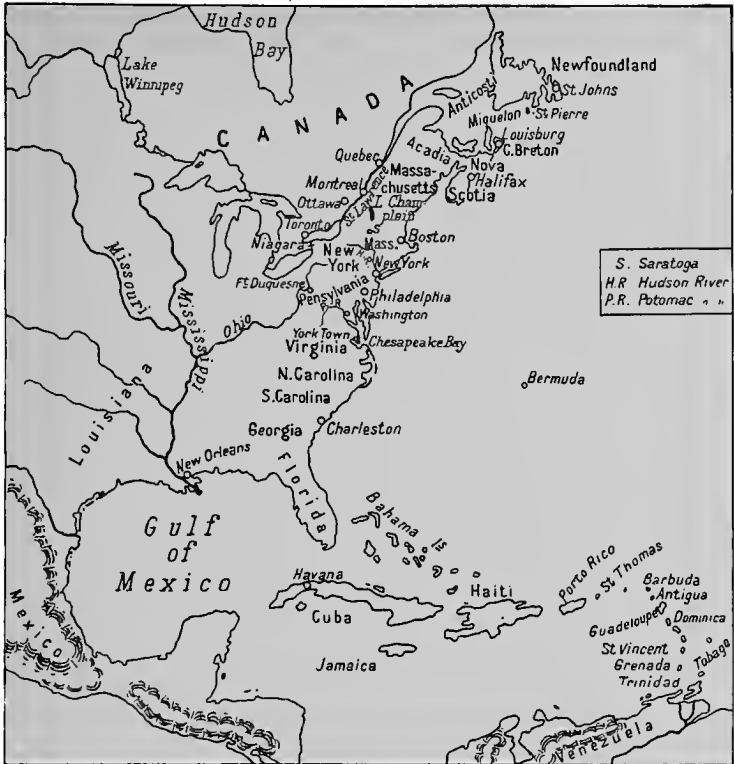 Hudson
Bay
Lake
Winnipeg
CANADA
Newfoundland
St Johns
Anticosti
Miquelon
St Pierre
Louisburg
C. Breton
Acadia
Nova
Scotia
Halifax
Quebec
Massa-
chusetts
Montreal
Ottawa
St Lawrence
L. Cham-
plain
Toronto
Niagara
Mass.
Boston
New
York
H.R.
New York
Ft Duquesne
Pensylvania
Philadelphia
P.R.
Washington
York Town
Virginia
Chesapeake Bay
S. Saratoga
H.R Hudson River
P.R. Potomac " "
Missouri
Mississippi
Ohio
N. Carolina
S. Carolina
Georgia
Charleston
Bermuda
Louisiana
New Orleans
Florida
Gulf
of
Mexico
Bahama Is
Mexico
Havana
Cuba
Haiti
Jamaica
Porto Rico
St Thomas
Barbuda
Antigua
Guadeloupe
Dominica
St Vincent
Grenada
Tobago
Trinidad
Venezuela